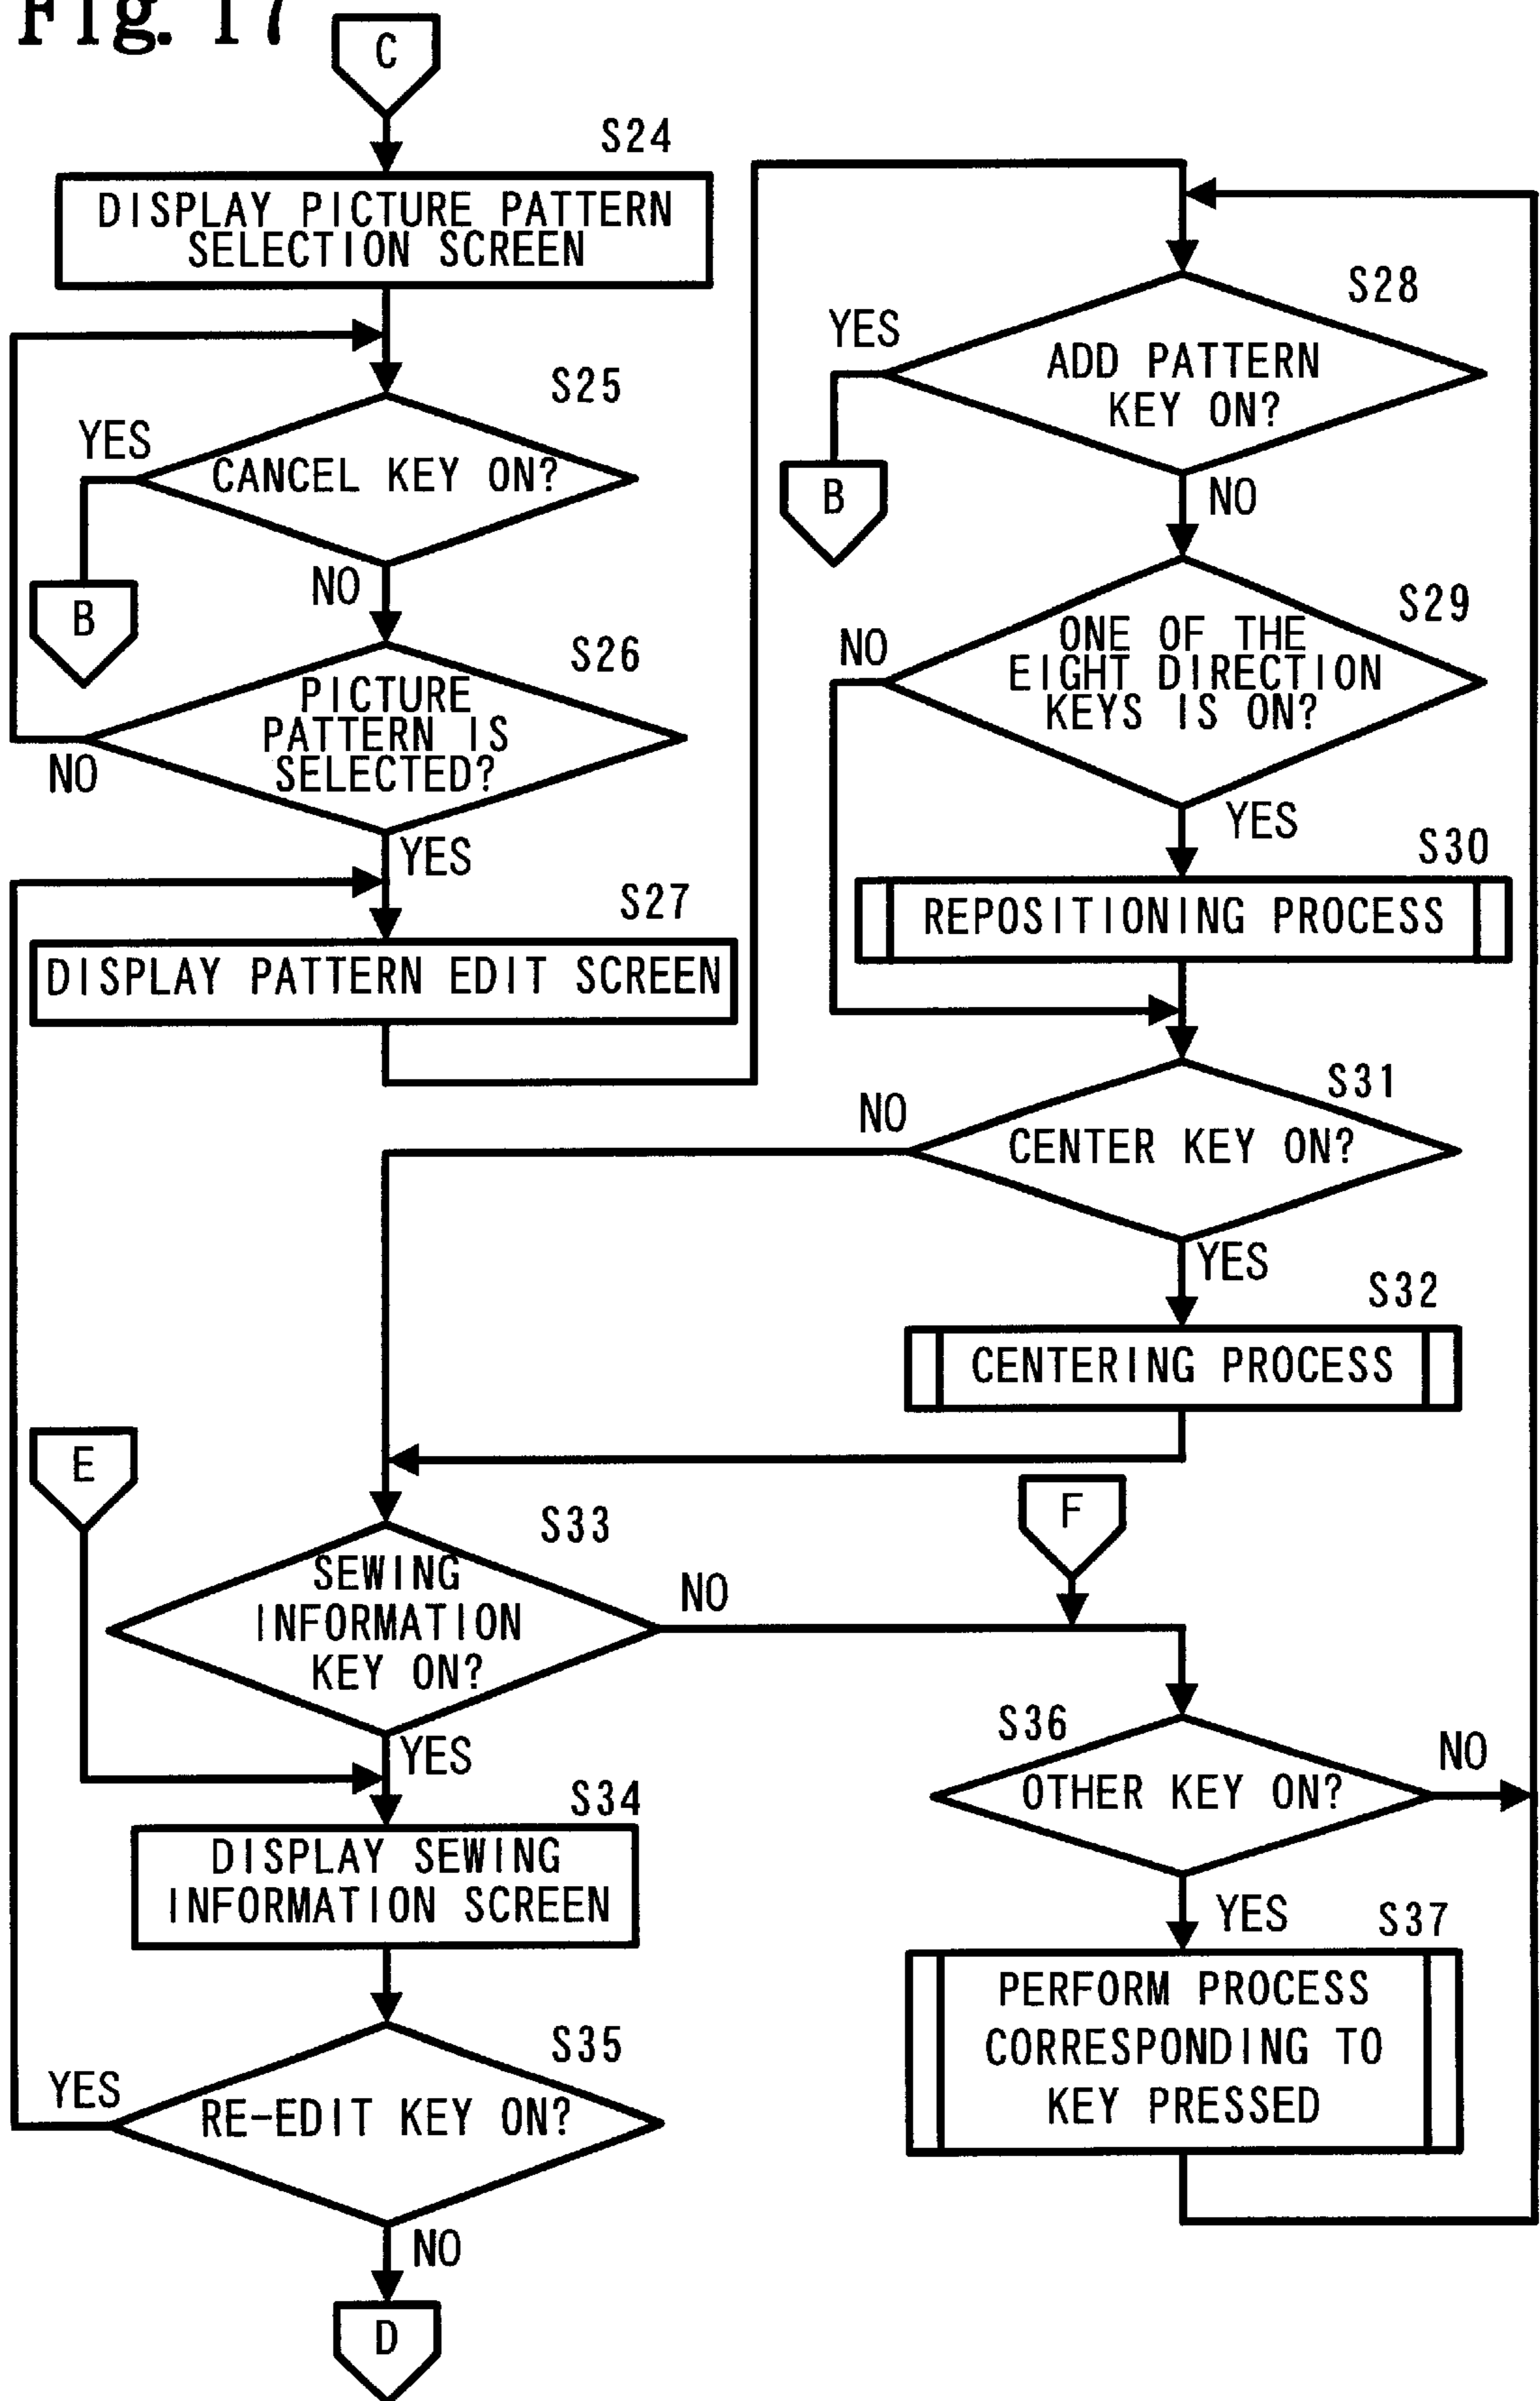 Fig. 17
C
S24
DISPLAY PICTURE PATTERN
SELECTION SCREEN
S25
YES
CANCEL KEY ON?
NO
B
S26
PICTURE
PATTERN IS
SELECTED?
NO
YES
S27
DISPLAY PATTERN EDIT SCREEN
S28
YES
ADD PATTERN
KEY ON?
B
NO
S29
NO
ONE OF THE
EIGHT DIRECTION
KEYS IS ON?
YES
S30
REPOSITIONING PROCESS
S31
NO
CENTER KEY ON?
YES
S32
CENTERING PROCESS
E
F
S33
SEWING
INFORMATION
KEY ON?
NO
YES
S34
DISPLAY SEWING
INFORMATION SCREEN
S35
YES
RE-EDIT KEY ON?
NO
D
S36
OTHER KEY ON?
NO
YES
S37
PERFORM PROCESS
CORRESPONDING TO
KEY PRESSED